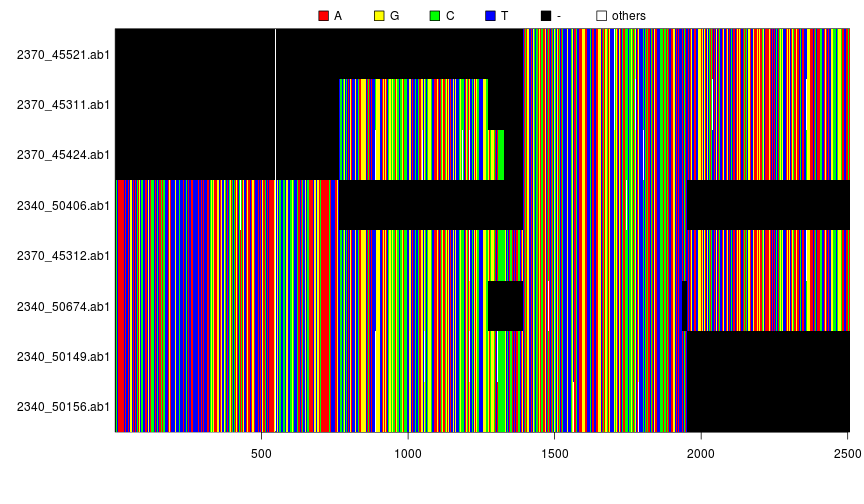 A G C T - others
2370_45521.ab1
2370_45311.ab1
2370_45424.ab1
2340_50406.ab1
2370_45312.ab1
2340_50674.ab1
2340_50149.ab1
2340_50156.ab1
500 1000 1500 2000 2500